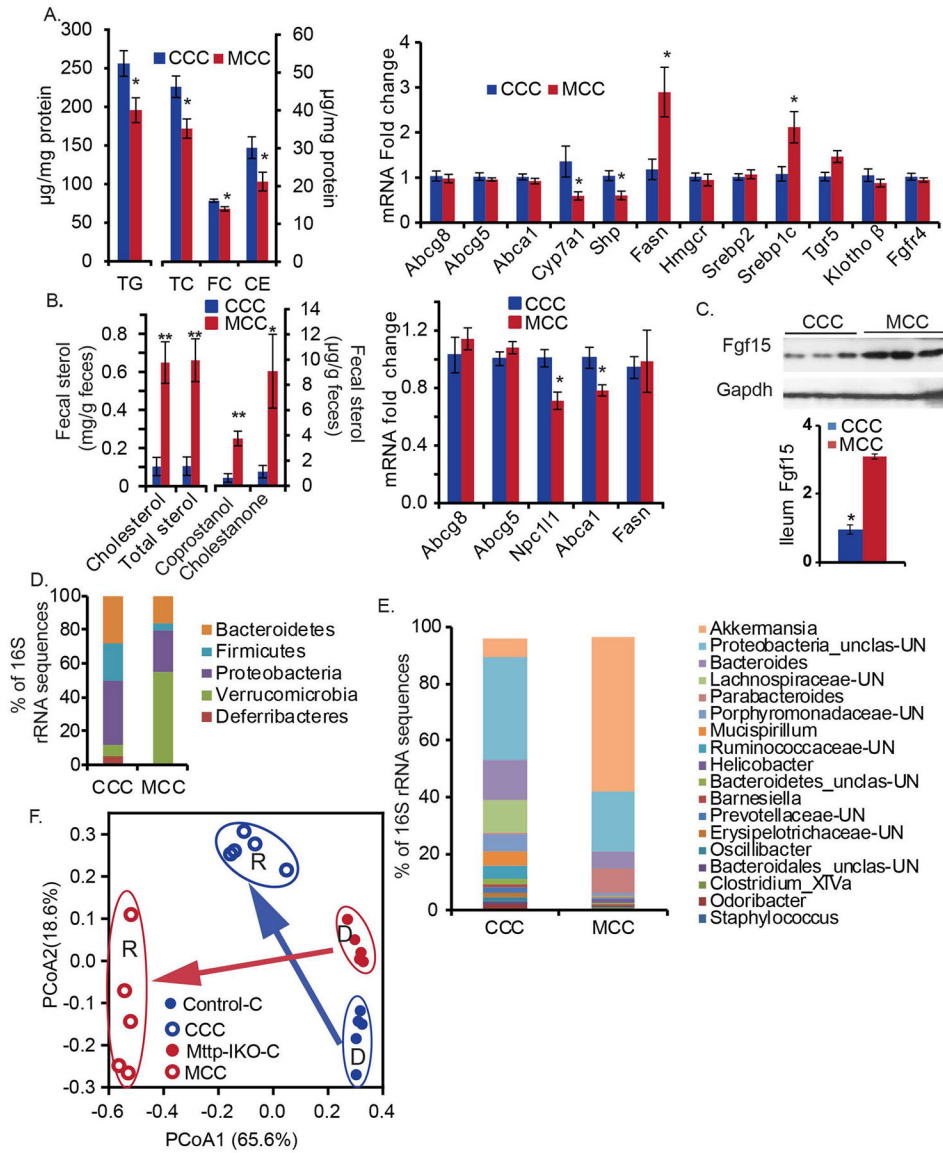 A.
300
250
200
150
100
50
0
µg/mg protein
CCC MCC
60
50
40
30
20
10
0
µg/mg protein
* * * *
TG TC FC CE
4
3
2
1
0
mRNA Fold change
CCC MCC
* * * *
Abcg8 Abcg5 Abca1 Cyp7a1 Shp Fasn Hmgcr Srebp2 Srebp1c Tgr5 Klotho β Fgfr4
B.
0.8
0.6
0.4
0.2
0
Fecal sterol
(mg/g feces)
CCC
MCC
14
12
10
8
6
4
2
0
Fecal sterol
(µg/g feces)
** ** ** *
Cholesterol Total sterol Coprostanol Cholestanone
1.2
0.8
0.4
0.0
mRNA fold change
CCC
MCC
* *
Abcg8 Abcg5 Npc1l1 Abca1 Fasn
C.
CCC MCC
Fgf15
Gapdh
4
2
0
Ileum Fgf15
CCC
MCC
*
D.
100
80
60
40
20
0
% of 16S
rRNA sequences
CCC MCC
Bacteroidetes
Firmicutes
Proteobacteria
Verrucomicrobia
Deferribacteres
E.
100
80
60
40
20
0
% of 16S rRNA sequences
CCC MCC
Akkermansia
Proteobacteria_unclas-UN
Bacteroides
Lachnospiraceae-UN
Parabacteroides
Porphyromonadaceae-UN
Mucispirillum
Ruminococcaceae-UN
Helicobacter
Bacteroidetes_unclas-UN
Barnesiella
Prevotellaceae-UN
Erysipelotrichaceae-UN
Oscillibacter
Bacteroidales_unclas-UN
Clostridium_XIVa
Odoribacter
Staphylococcus
F.
0.3
0.2
0.1
0.0
-0.1
-0.2
-0.3
PCoA2(18.6%)
R
R
D
D
Control-C
CCC
Mttp-IKO-C
MCC
-0.6 -0.4 -0.2 0.0 0.2 0.4
PCoA1 (65.6%)